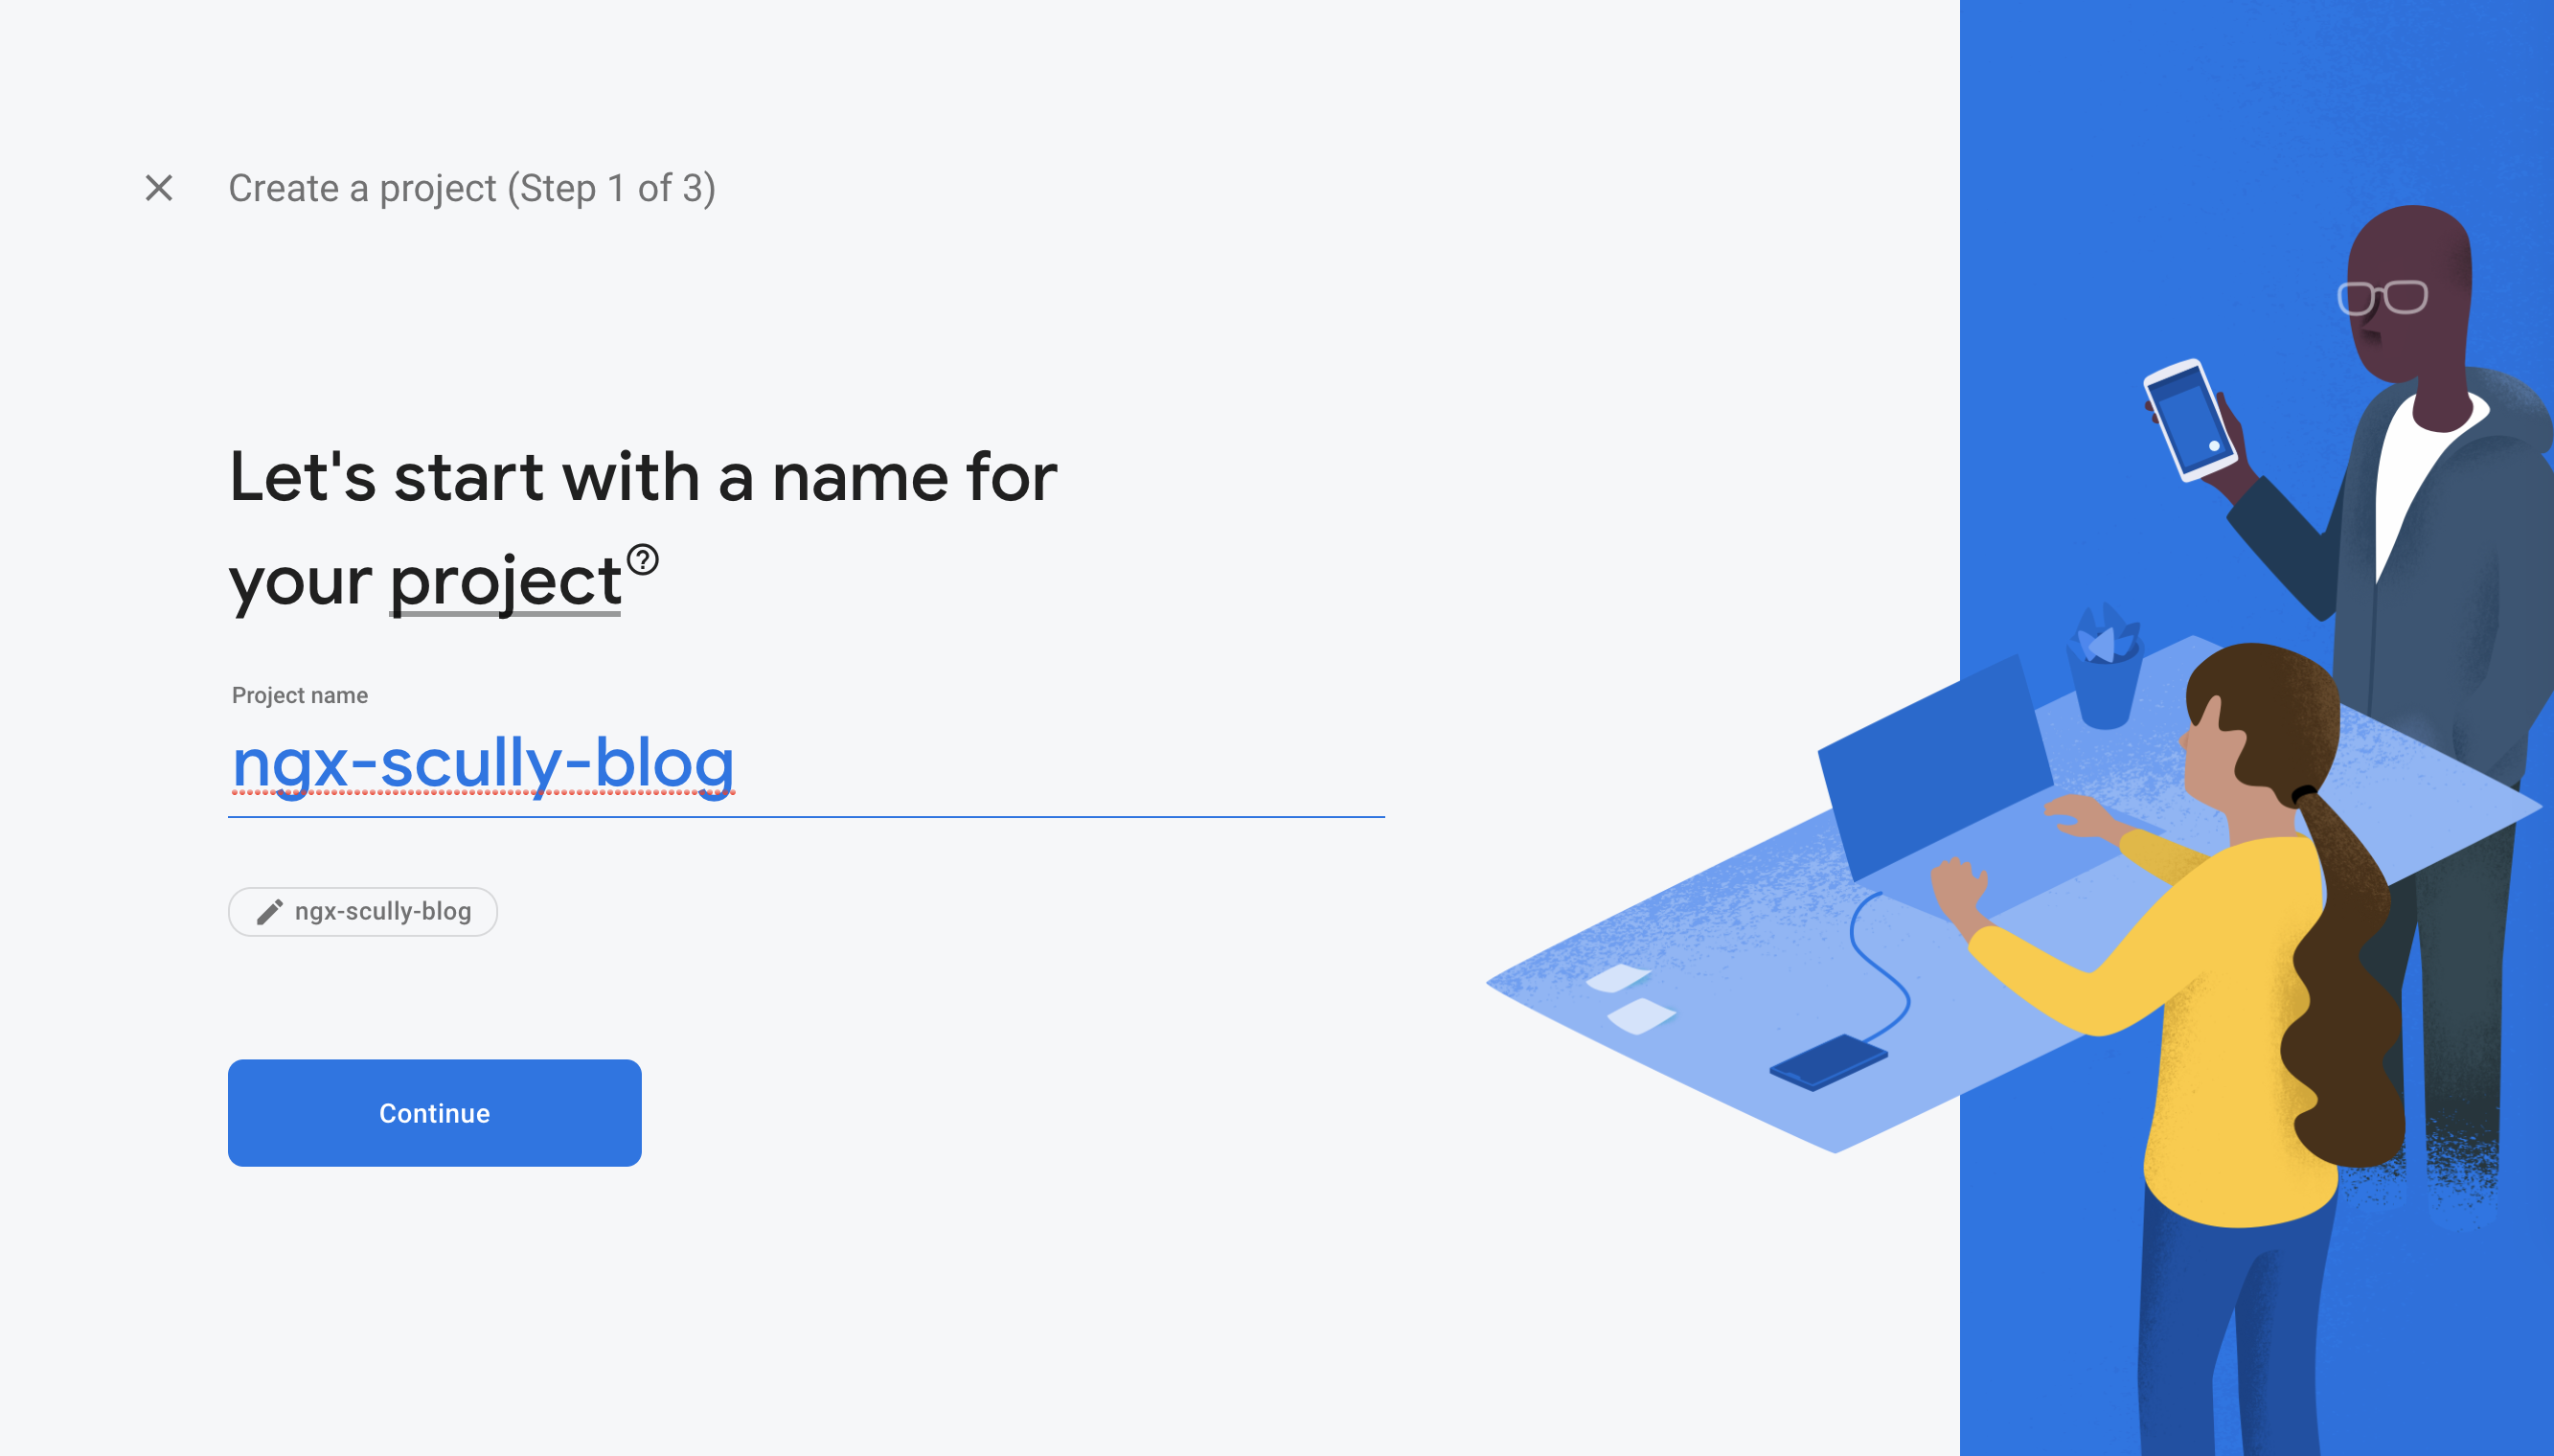 Create a project (Step 1 of 3)
Let's start with a name for
your project
Project name
ngx-scully-blog
ngx-scully-blog
Continue